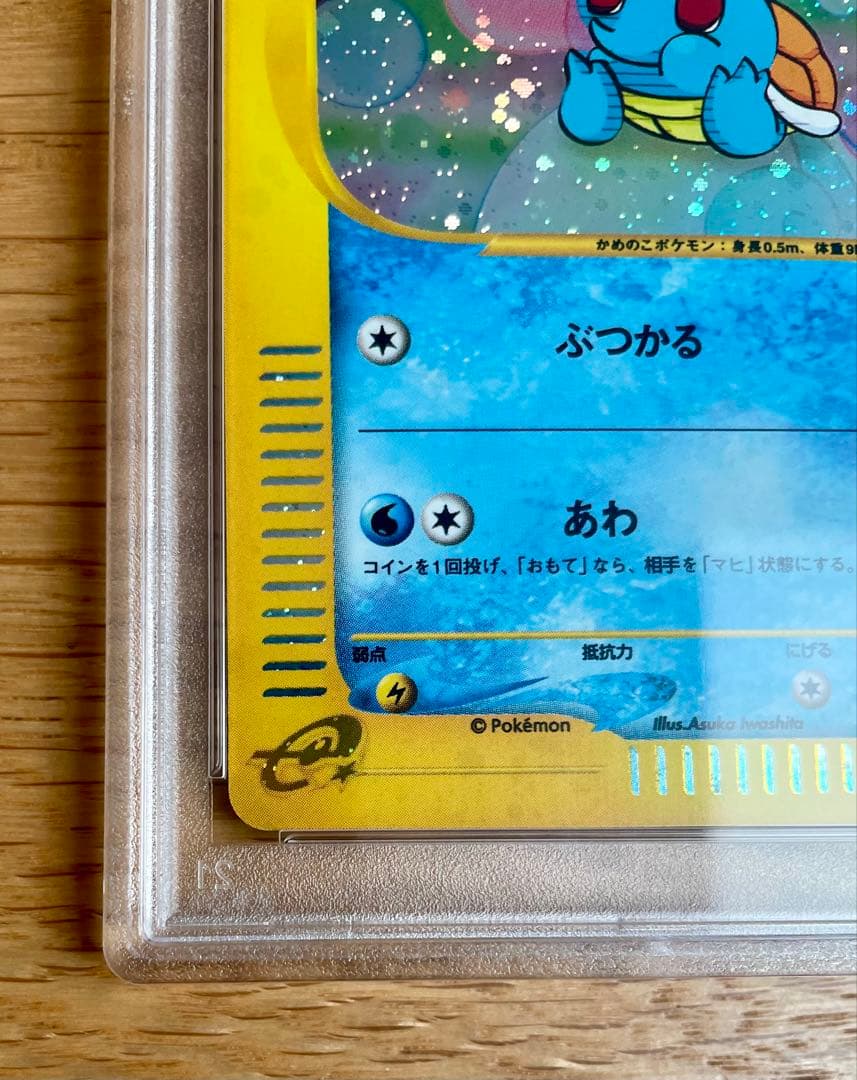 かめのこポケモン：身長0.5m、体重9
ぶつかる
あわ
コインを1回投げ、「おもて」なら、相手を「マヒ」状態にする。
弱点 抵抗力 にげる
© Pokémon Illus. Asuka Iwashita
21